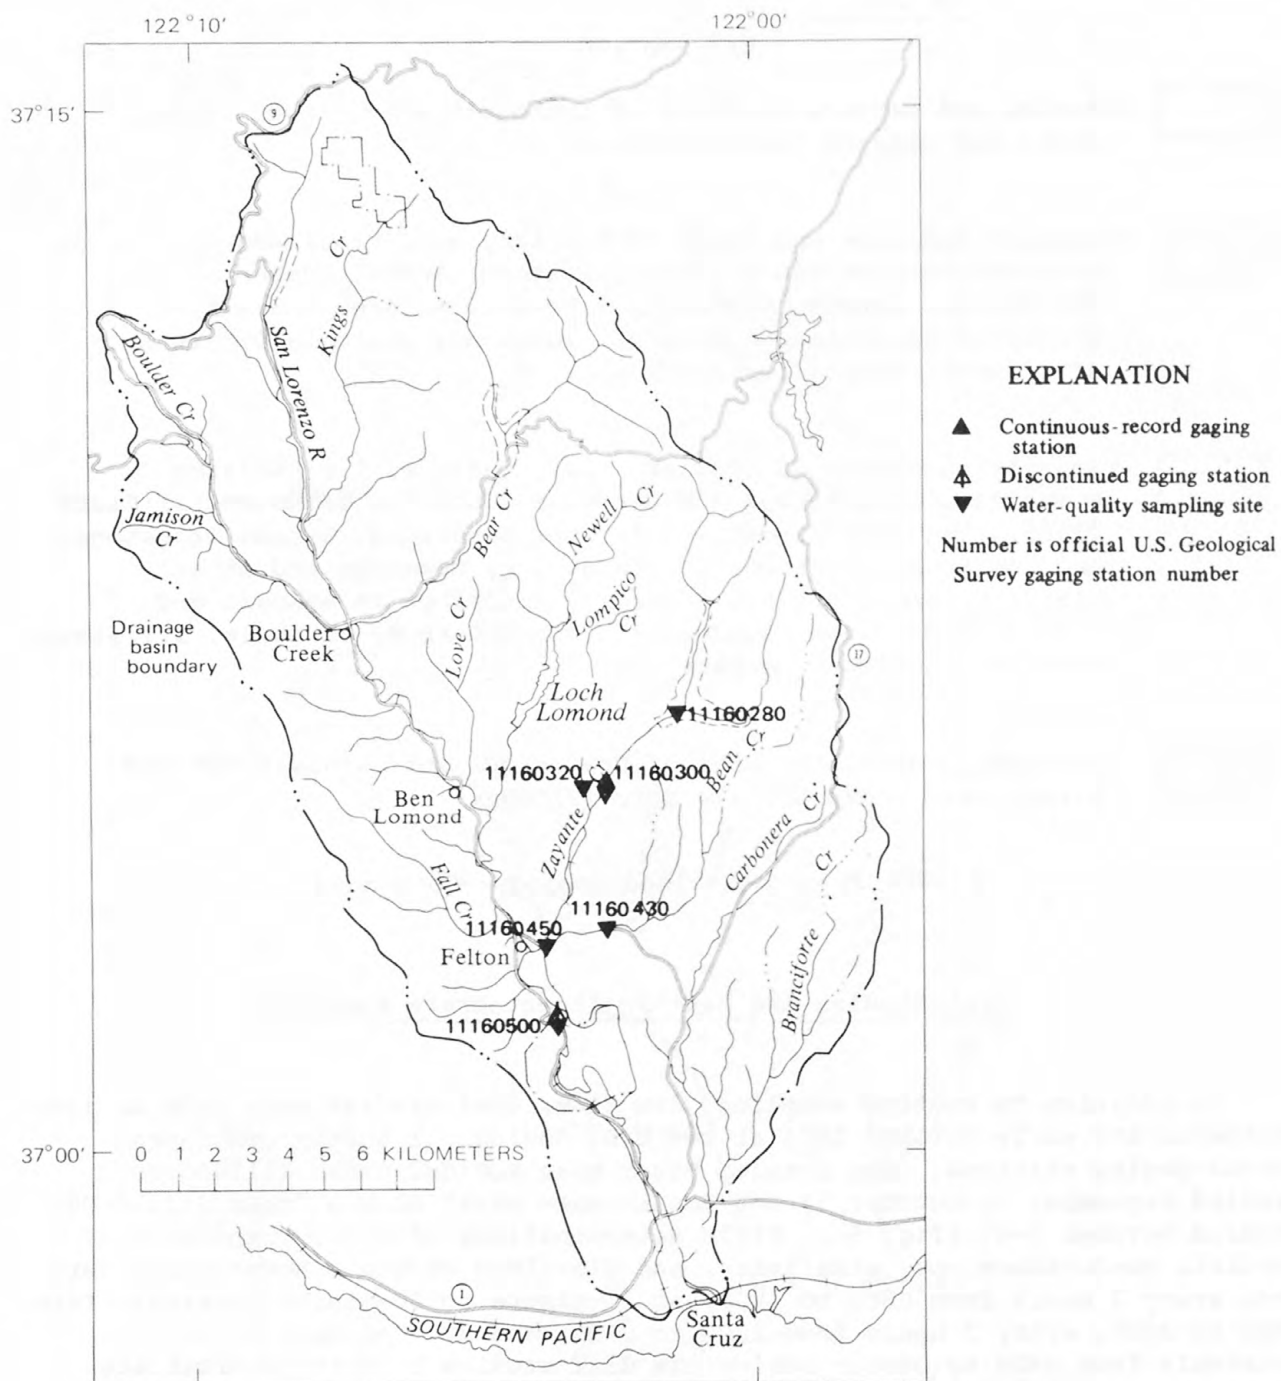 122°10'
122°00'
37°15'
9
Kings Cr
San Lorenzo R
Boulder Cr
Bear Cr
Newell Cr
Jamison
Cr
Lompico
Cr
Love Cr
Drainage
basin
boundary
Boulder
Creek
17
Loch
Lomond
11160280
Bean Cr
11160320
11160300
Zayante Cr
Ben
Lomond
Carbonera Cr
Fall Cr
11160430
11160450
Felton
Branciforte Cr
11160500
37°00'
0 1 2 3 4 5 6 KILOMETERS
1
SOUTHERN PACIFIC
Santa
Cruz
EXPLANATION
Continuous-record gaging
station
Discontinued gaging station
Water-quality sampling site
Number is official U.S. Geological
Survey gaging station number